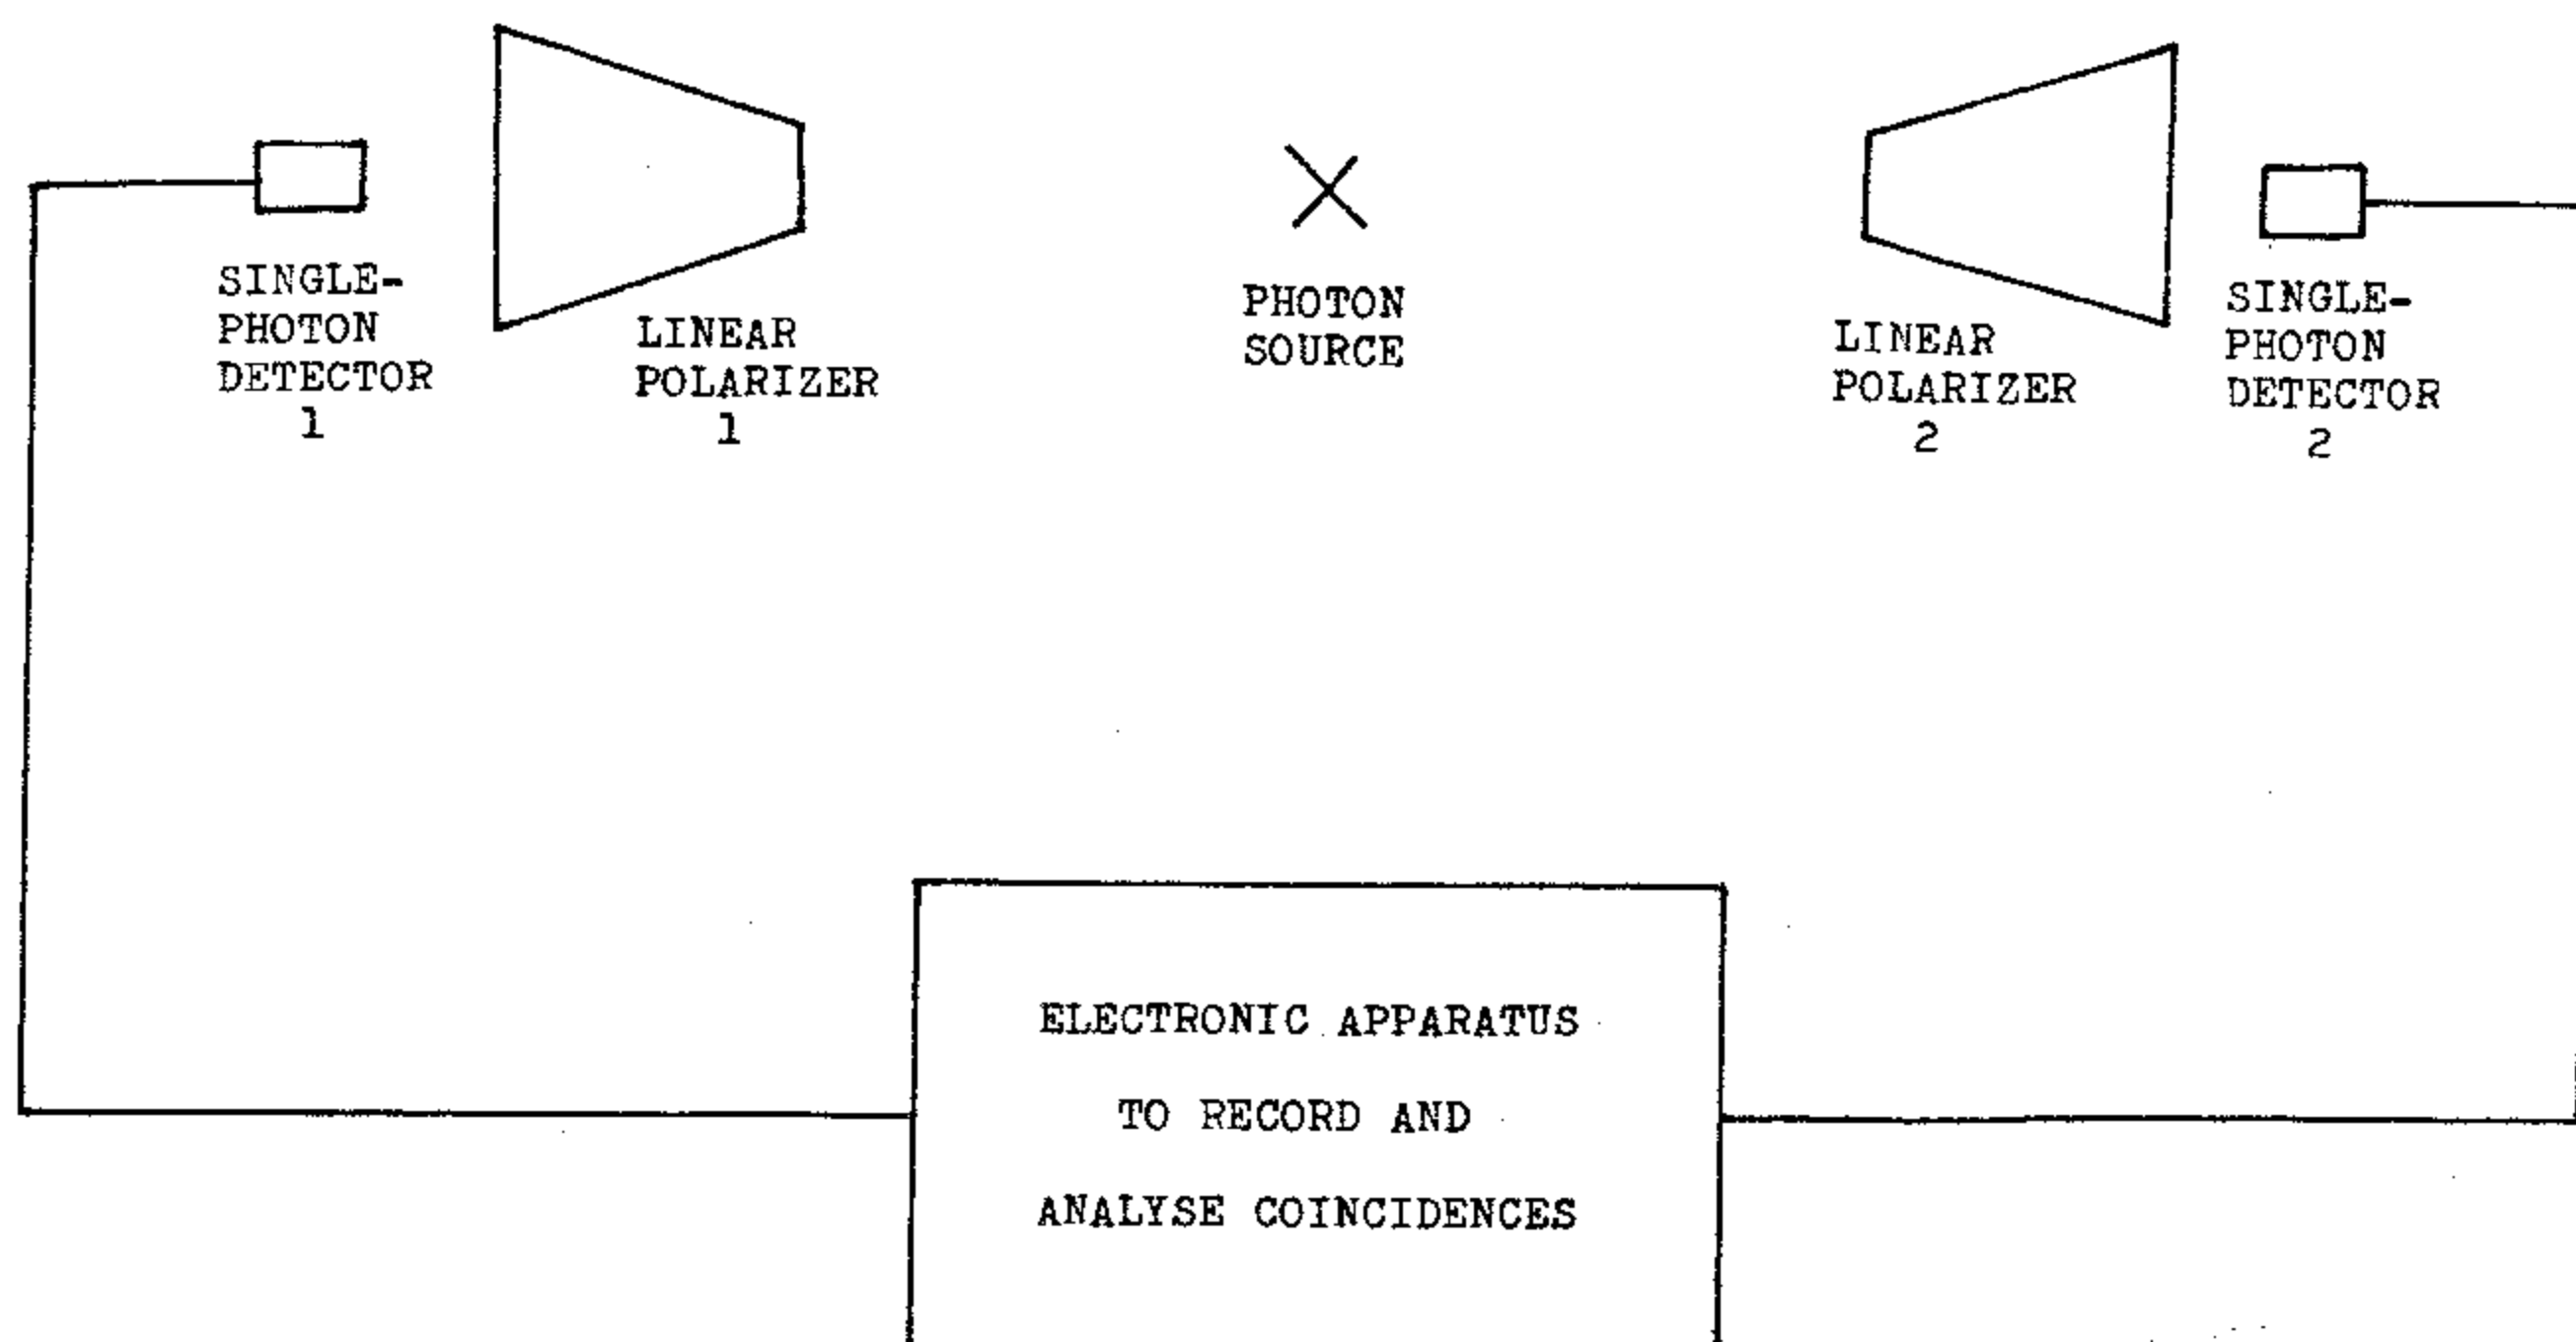 SINGLE-
PHOTON
DETECTOR
1
LINEAR
POLARIZER
1
PHOTON
SOURCE
LINEAR
POLARIZER
2
SINGLE-
PHOTON
DETECTOR
2
ELECTRONIC APPARATUS
TO RECORD AND
ANALYSE COINCIDENCES